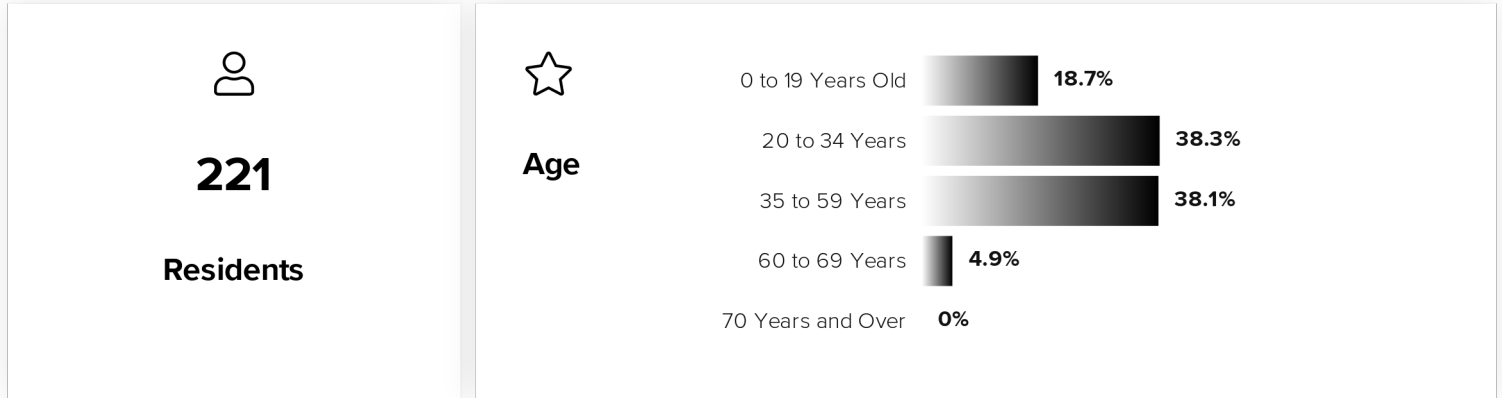 221
Residents
Age
0 to 19 Years Old 18.7%
20 to 34 Years 38.3%
35 to 59 Years 38.1%
60 to 69 Years 4.9%
70 Years and Over 0%